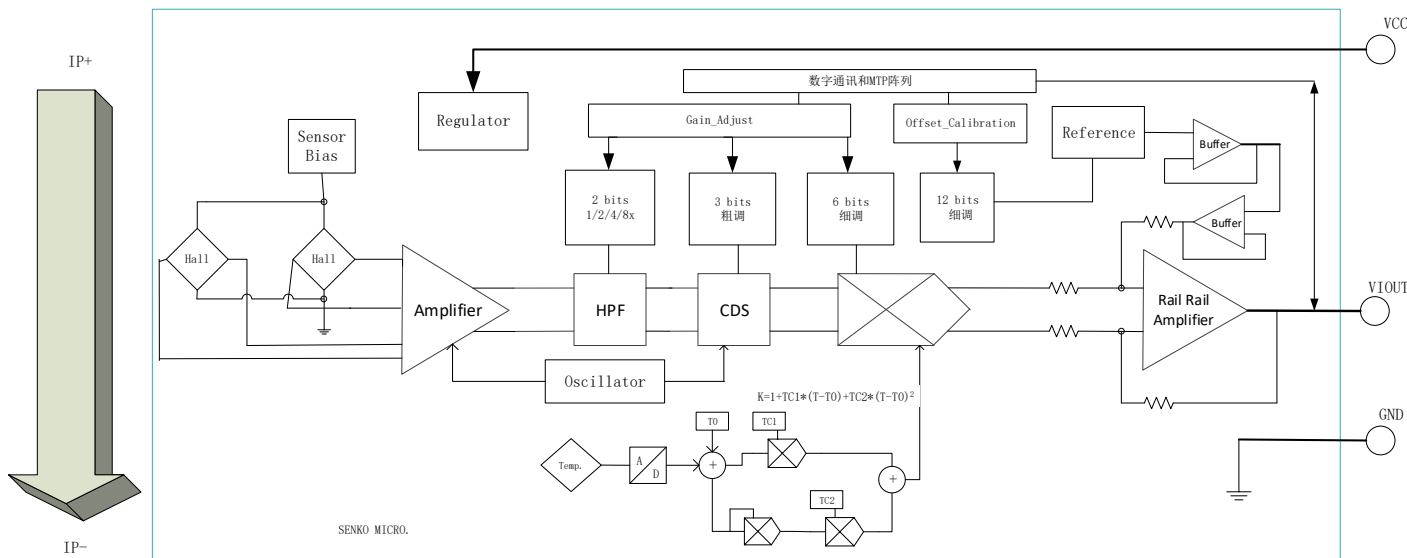 VCC
IP+
数字通讯和MTP阵列
Regulator
Gain_Adjust
Offset_Calibration
Reference
Buffer
Sensor
Bias
2 bits
1/2/4/8x
3 bits
粗调
6 bits
细调
12 bits
细调
Buffer
Hall
Hall
VIOUT
Amplifier
HPF
CDS
Rail Rail
Amplifier
Oscillator
K=1+TC1*(T-T0)+TC2*(T-T0)²
GND
T0
TC1
Temp.
A
D
+
+
TC2
SENKO MICRO.
IP-